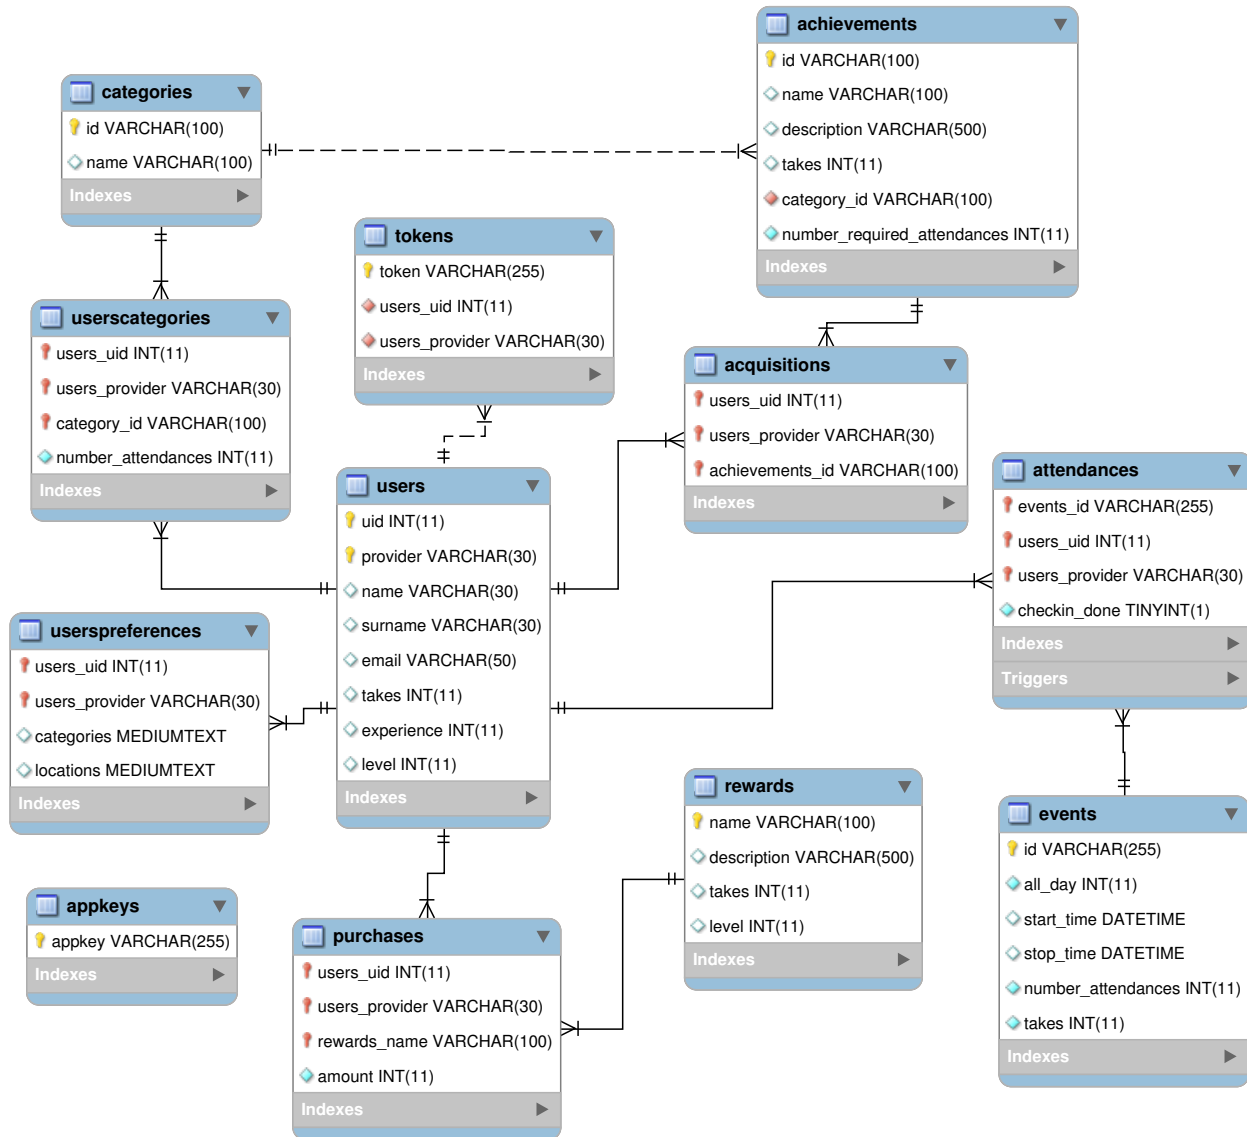 achievements
id VARCHAR(100)
name VARCHAR(100)
description VARCHAR(500)
takes INT(11)
category_id VARCHAR(100)
number_required_attendances INT(11)
Indexes
categories
id VARCHAR(100)
name VARCHAR(100)
Indexes
tokens
token VARCHAR(255)
users_uid INT(11)
users_provider VARCHAR(30)
Indexes
userscategories
users_uid INT(11)
users_provider VARCHAR(30)
category_id VARCHAR(100)
number_attendances INT(11)
Indexes
acquisitions
users_uid INT(11)
users_provider VARCHAR(30)
achievements_id VARCHAR(100)
Indexes
attendances
events_id VARCHAR(255)
users_uid INT(11)
users_provider VARCHAR(30)
checkin_done TINYINT(1)
Indexes
Triggers
users
uid INT(11)
provider VARCHAR(30)
name VARCHAR(30)
surname VARCHAR(30)
email VARCHAR(50)
takes INT(11)
experience INT(11)
level INT(11)
Indexes
userspreferences
users_uid INT(11)
users_provider VARCHAR(30)
categories MEDIUMTEXT
locations MEDIUMTEXT
Indexes
rewards
name VARCHAR(100)
description VARCHAR(500)
takes INT(11)
level INT(11)
Indexes
events
id VARCHAR(255)
all_day INT(11)
start_time DATETIME
stop_time DATETIME
number_attendances INT(11)
takes INT(11)
Indexes
appkeys
appkey VARCHAR(255)
Indexes
purchases
users_uid INT(11)
users_provider VARCHAR(30)
rewards_name VARCHAR(100)
amount INT(11)
Indexes